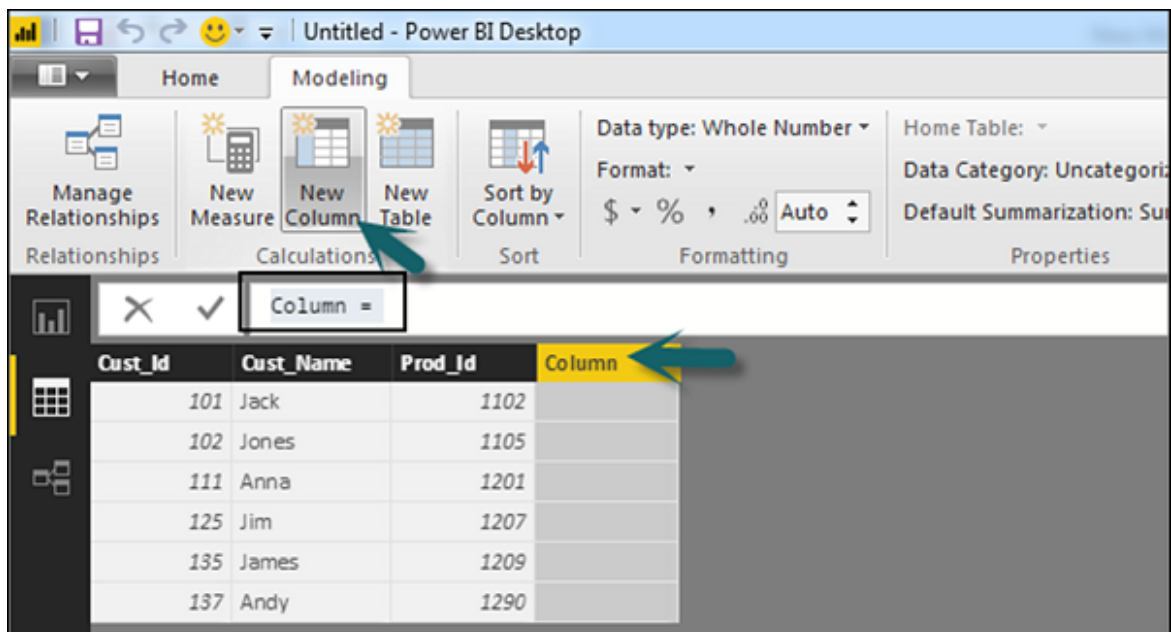 Untitled - Power BI Desktop
Home Modeling
Manage Relationships
New Measure
New Column
New Table
Sort by Column
Data type: Whole Number
Format:
$ % , .00 Auto
Home Table:
Data Category: Uncategoriz
Default Summarization: Su
Relationships Calculations Sort Formatting Properties
Column =
Cust_Id Cust_Name Prod_Id Column
101 Jack 1102
102 Jones 1105
111 Anna 1201
125 Jim 1207
135 James 1209
137 Andy 1290